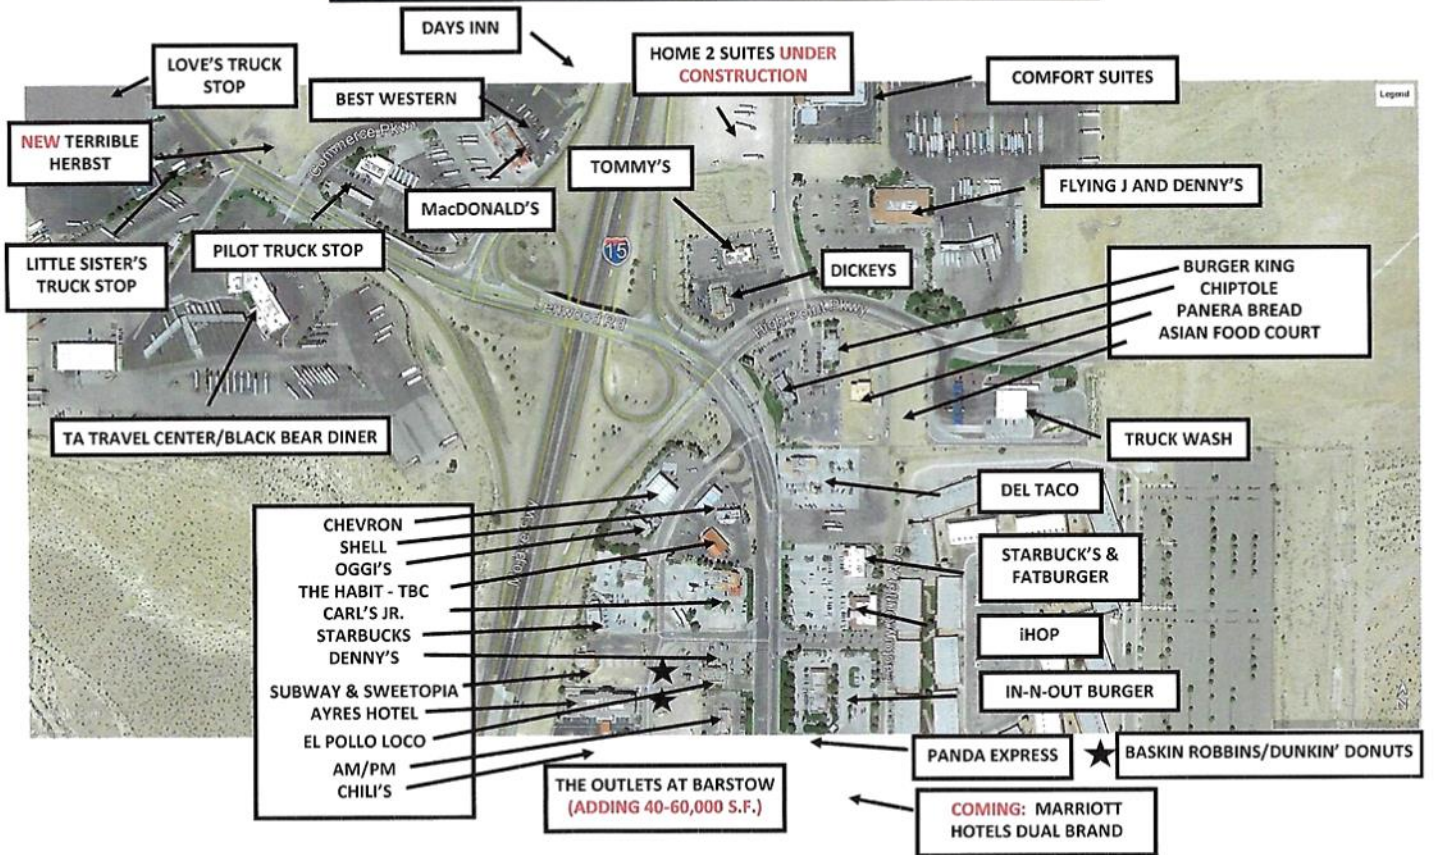 DAYS INN
LOVE'S TRUCK
STOP
HOME 2 SUITES UNDER
CONSTRUCTION
COMFORT SUITES
BEST WESTERN
Legend
NEW TERRIBLE
HERBST
Commerce Pkwy
TOMMY'S
FLYING J AND DENNY'S
MacDONALD'S
PILOT TRUCK STOP
15
LITTLE SISTER'S
TRUCK STOP
DICKEYS
BURGER KING
CHIPTOLE
PANERA BREAD
ASIAN FOOD COURT
Lenwood Rd
High Point Pkwy
TA TRAVEL CENTER/BLACK BEAR DINER
TRUCK WASH
DEL TACO
CHEVRON
SHELL
OGGI'S
THE HABIT - TBC
CARL'S JR.
STARBUCKS
DENNY'S
SUBWAY & SWEETOPIA
AYRES HOTEL
EL POLLO LOCO
AM/PM
CHILI'S
STARBUCK'S &
FATBURGER
iHOP
IN-N-OUT BURGER
PANDA EXPRESS
BASKIN ROBBINS/DUNKIN' DONUTS
THE OUTLETS AT BARSTOW
(ADDING 40-60,000 S.F.)
COMING: MARRIOTT
HOTELS DUAL BRAND